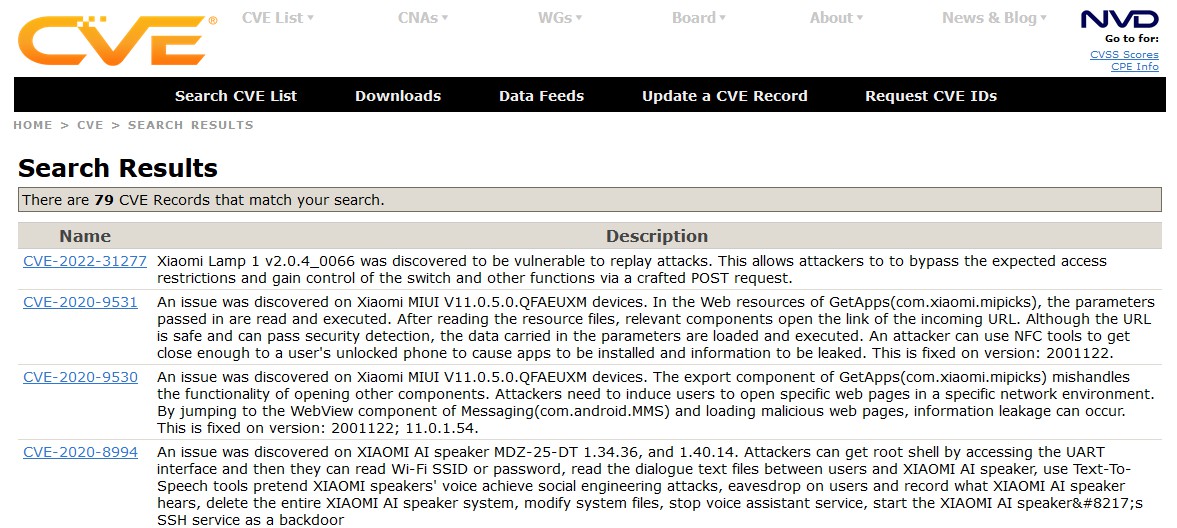 CVE®
CVE List▾ CNAs▾ WGs▾ Board▾ About▾ News & Blog▾
NVD
Go to for:
CVSS Scores
CPE Info
Search CVE List Downloads Data Feeds Update a CVE Record Request CVE IDs
HOME > CVE > SEARCH RESULTS
Search Results
There are 79 CVE Records that match your search.
Name Description
CVE-2022-31277 Xiaomi Lamp 1 v2.0.4_0066 was discovered to be vulnerable to replay attacks. This allows attackers to to bypass the expected access
restrictions and gain control of the switch and other functions via a crafted POST request.
CVE-2020-9531 An issue was discovered on Xiaomi MIUI V11.0.5.0.QFAEUXM devices. In the Web resources of GetApps(com.xiaomi.mipicks), the parameters
passed in are read and executed. After reading the resource files, relevant components open the link of the incoming URL. Although the URL
is safe and can pass security detection, the data carried in the parameters are loaded and executed. An attacker can use NFC tools to get
close enough to a user's unlocked phone to cause apps to be installed and information to be leaked. This is fixed on version: 2001122.
CVE-2020-9530 An issue was discovered on Xiaomi MIUI V11.0.5.0.QFAEUXM devices. The export component of GetApps(com.xiaomi.mipicks) mishandles
the functionality of opening other components. Attackers need to induce users to open specific web pages in a specific network environment.
By jumping to the WebView component of Messaging(com.android.MMS) and loading malicious web pages, information leakage can occur.
This is fixed on version: 2001122; 11.0.1.54.
CVE-2020-8994 An issue was discovered on XIAOMI AI speaker MDZ-25-DT 1.34.36, and 1.40.14. Attackers can get root shell by accessing the UART
interface and then they can read Wi-Fi SSID or password, read the dialogue text files between users and XIAOMI AI speaker, use Text-To-
Speech tools pretend XIAOMI speakers' voice achieve social engineering attacks, eavesdrop on users and record what XIAOMI AI speaker
hears, delete the entire XIAOMI AI speaker system, modify system files, stop voice assistant service, start the XIAOMI AI speaker&#8217;s
SSH service as a backdoor